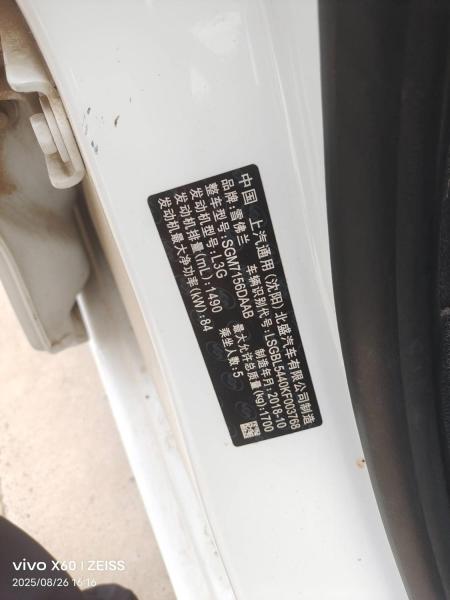 中国 上汽通用(沈阳)北盛汽车有限公司制造
品牌:雪佛兰 车辆识别代号:LSGBL5440KF003768
整车型号:SGM7156DAAB 制造年月:2018-10
发动机型号:L3G 最大允许总质量(kg):1700
发动机排量(mL):1490 乘坐人数:5
发动机最大净功率(kW):84
vivo X60 | ZEISS
2025/08/26 16:16